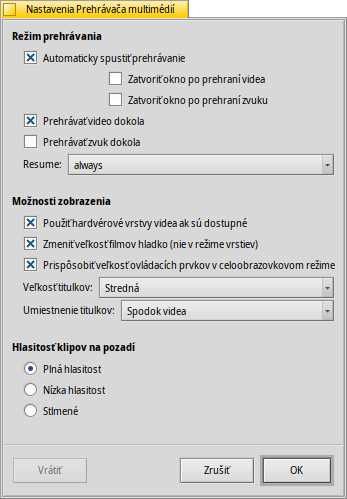 Nastavenia Prehrávača multimédií
Režim prehrávania
Automaticky spustiť prehrávanie
Zatvoriť okno po prehraní videa
Zatvoriť okno po prehraní zvuku
Prehrávať video dokola
Prehrávať zvuk dokola
Resume: always
Možnosti zobrazenia
Použiť hardvérové vrstvy videa ak sú dostupné
Zmeniť veľkosť filmov hladko (nie v režime vrstiev)
Prispôsobiť veľkosť ovládacích prvkov v celoobrazovkovom režime
Veľkosť titulkov: Stredná
Umiestnenie titulkov: Spodok videa
Hlasitosť klipov na pozadí
Plná hlasitosť
Nízka hlasitosť
Stlmené
Vrátiť Zrušiť OK